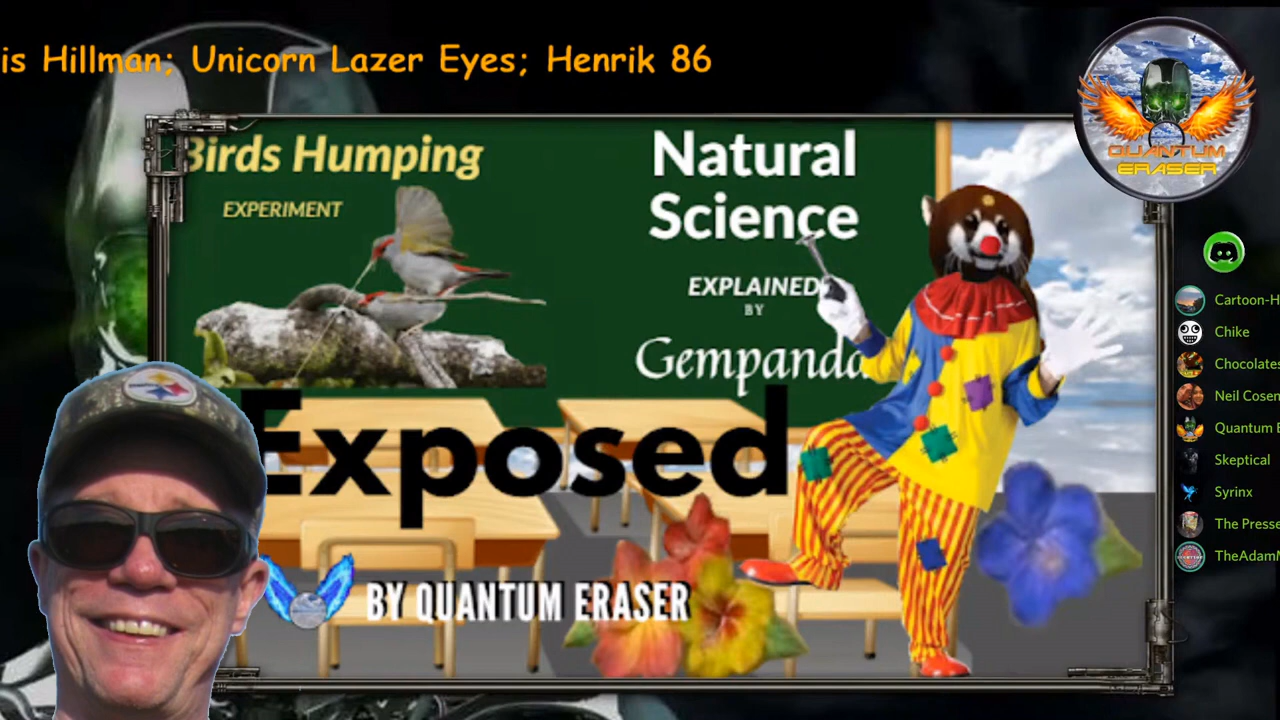 is Hillman; Unicorn Lazer Eyes; Henrik 86
QUANTUM
ERASER
Birds Humping
EXPERIMENT
Natural
Science
EXPLAINED
BY
Gempanda
Exposed
BY QUANTUM ERASER
Cartoon-H
Chike
Chocolates
Neil Cosen
Quantum E
Skeptical
Syrinx
The Presse
TheAdamM